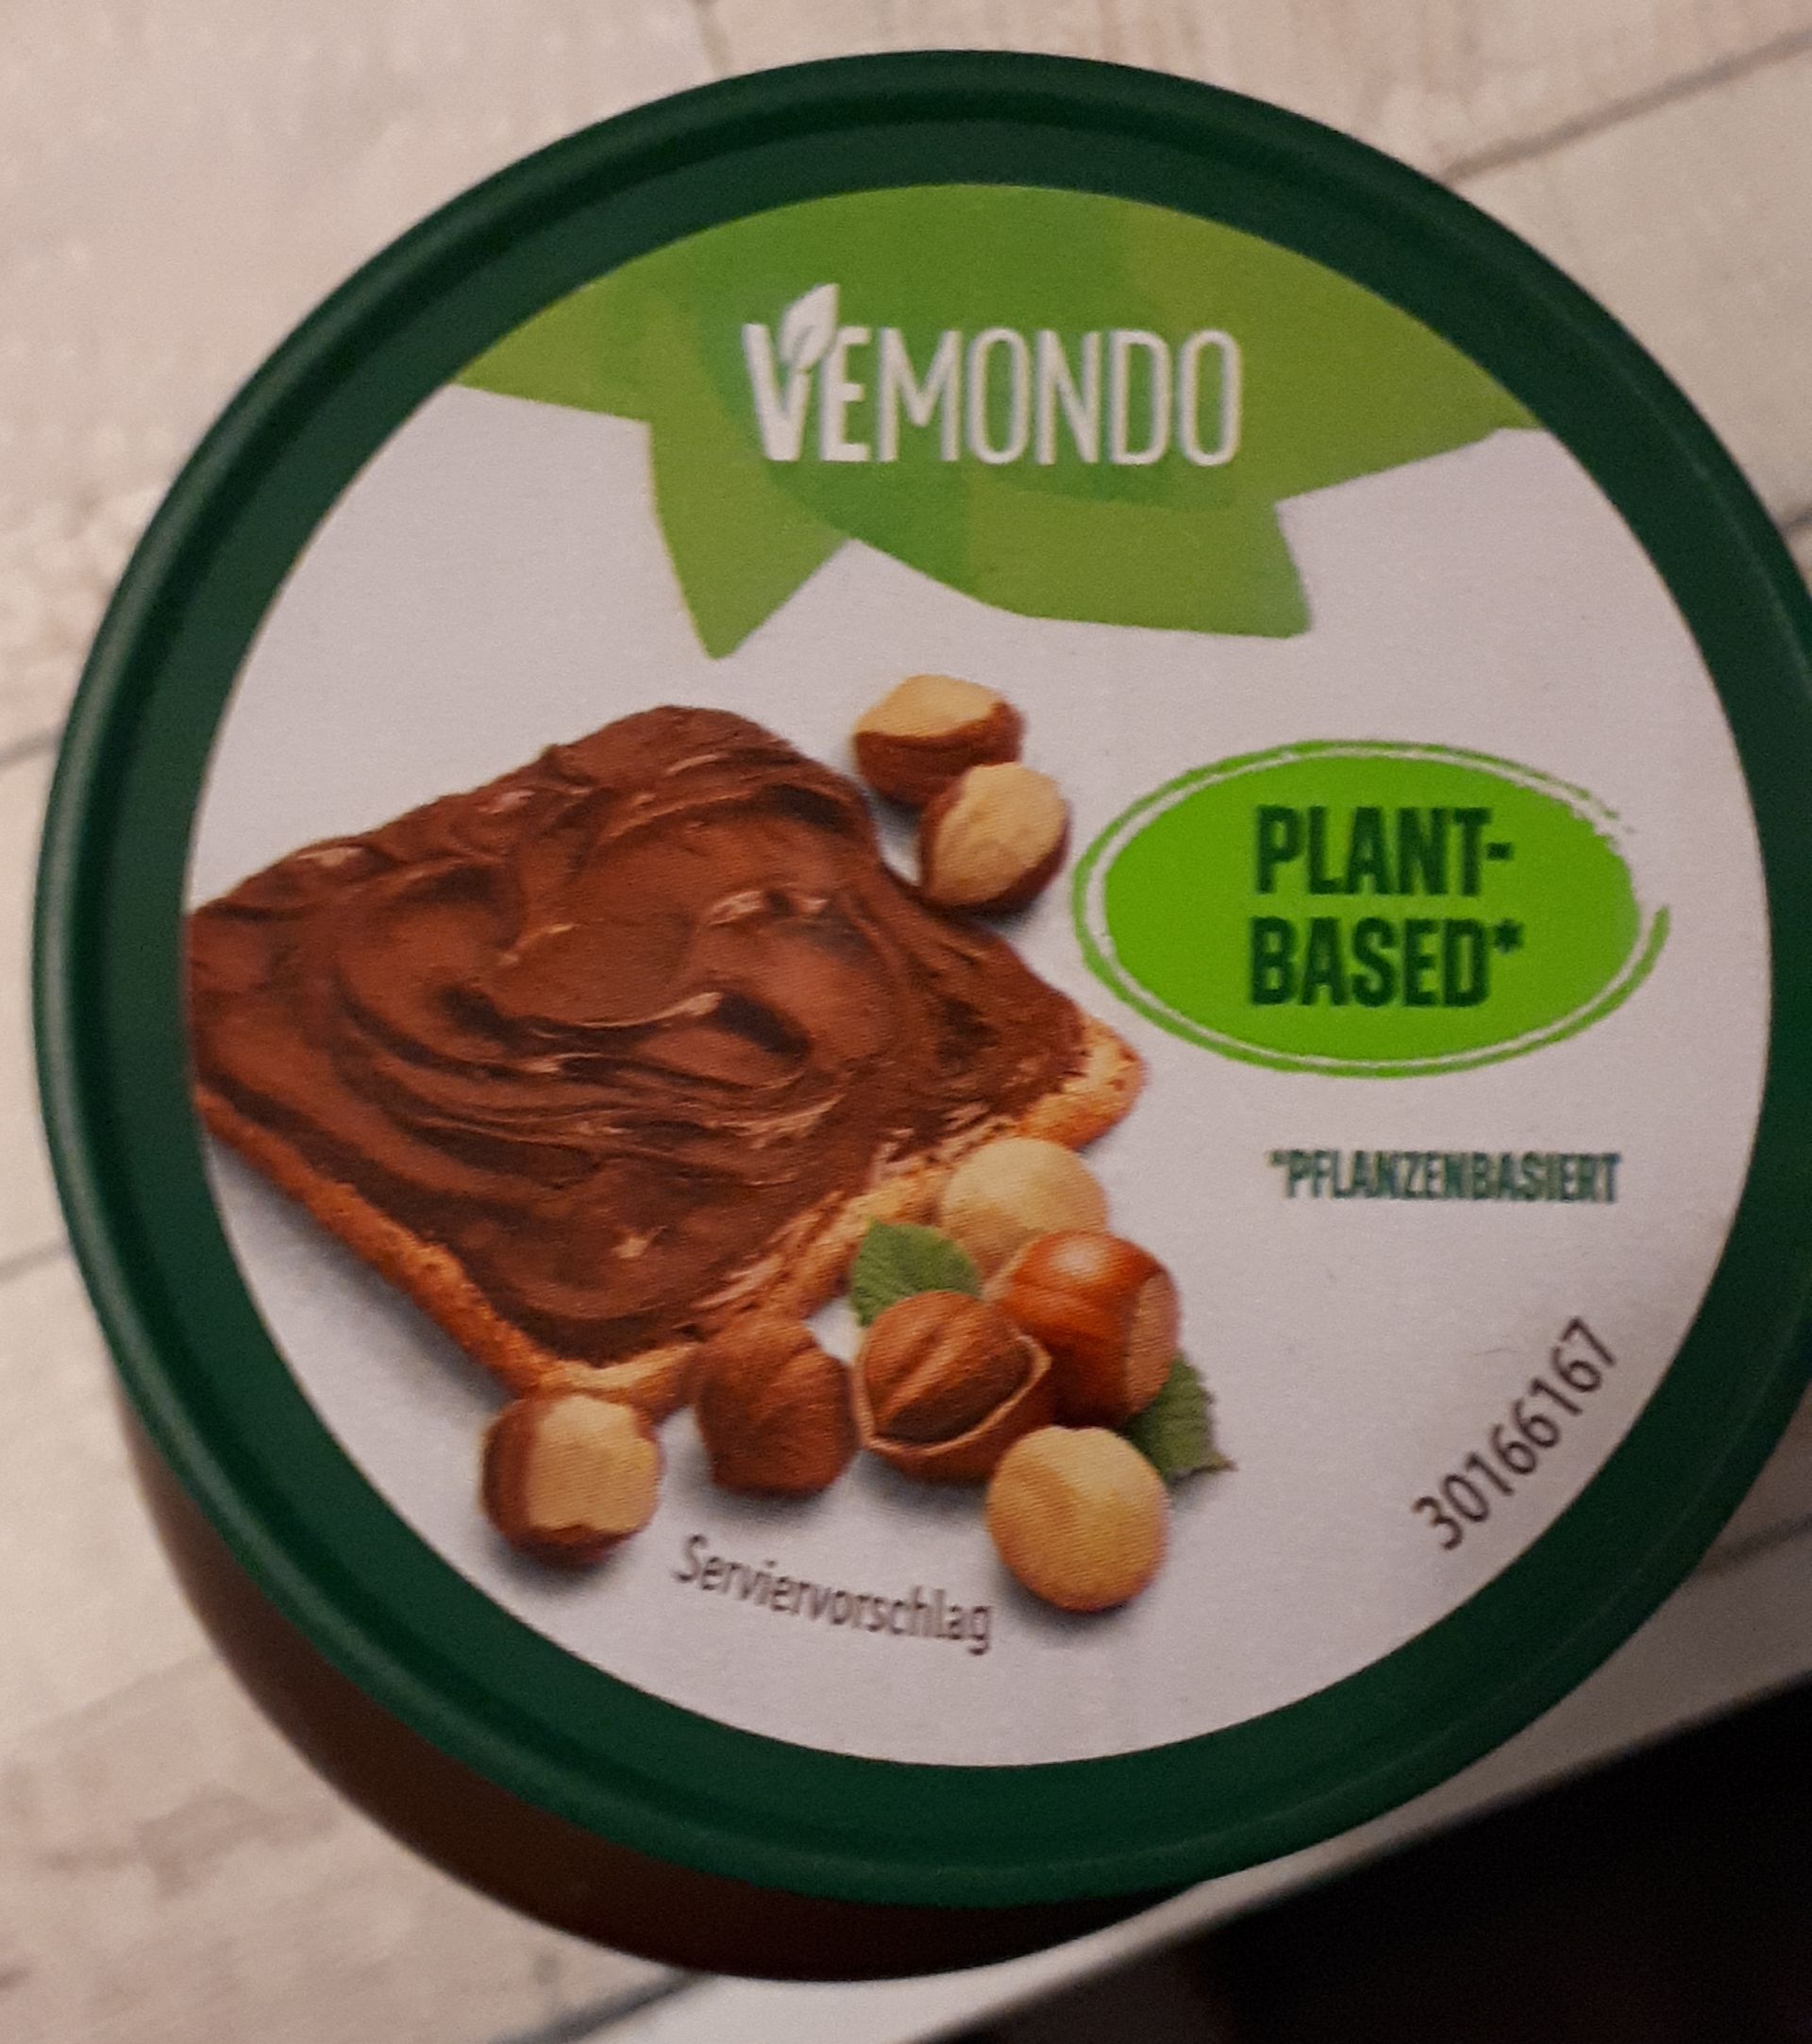 VEMONDO
PLANT-
BASED*
*PFLANZENBASIERT
30166167
Serviervorschlag